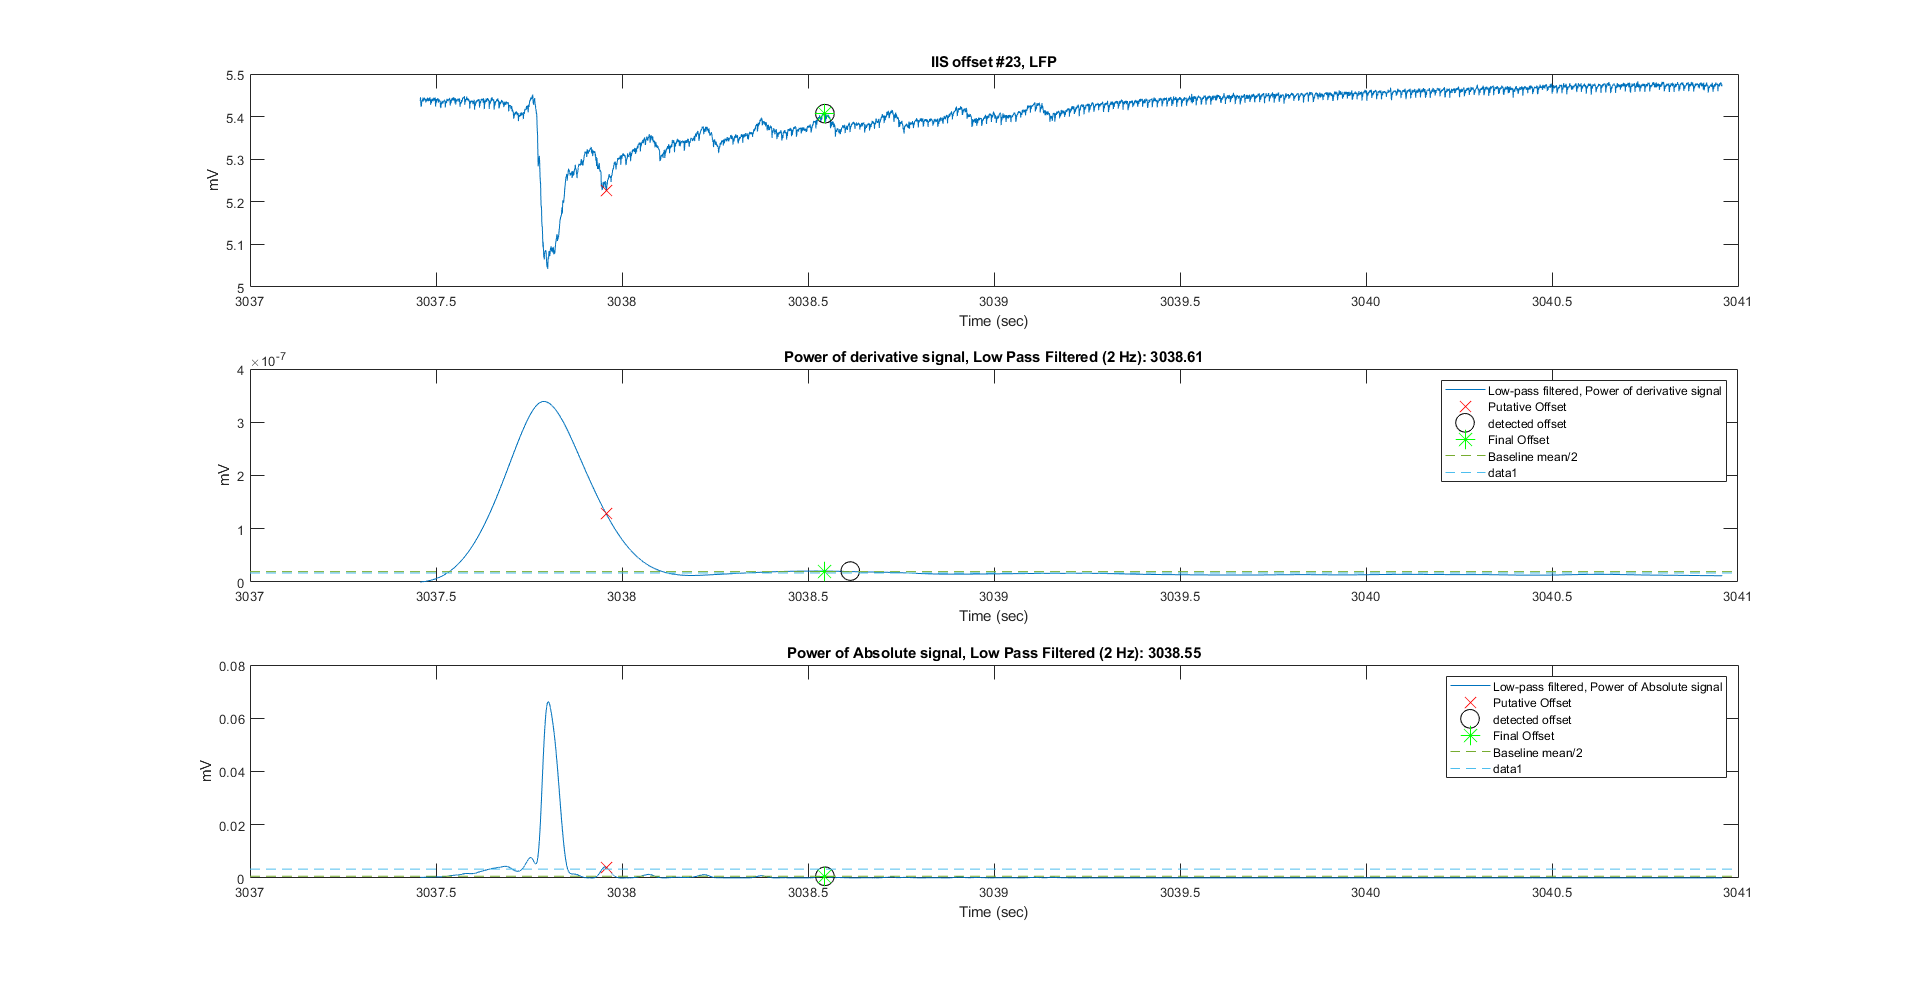 IIS offset #23, LFP
5.5
5.4
5.3
5.2
5.1
5
mV
3037 3037.5 3038 3038.5 3039 3039.5 3040 3040.5 3041
Time (sec)
Power of derivative signal, Low Pass Filtered (2 Hz): 3038.61
×10-7
4
3
2
1
0
mV
Low-pass filtered, Power of derivative signal
Putative Offset
detected offset
Final Offset
Baseline mean/2
data1
3037 3037.5 3038 3038.5 3039 3039.5 3040 3040.5 3041
Time (sec)
Power of Absolute signal, Low Pass Filtered (2 Hz): 3038.55
0.08
0.06
0.04
0.02
0
mV
Low-pass filtered, Power of Absolute signal
Putative Offset
detected offset
Final Offset
Baseline mean/2
data1
3037 3037.5 3038 3038.5 3039 3039.5 3040 3040.5 3041
Time (sec)